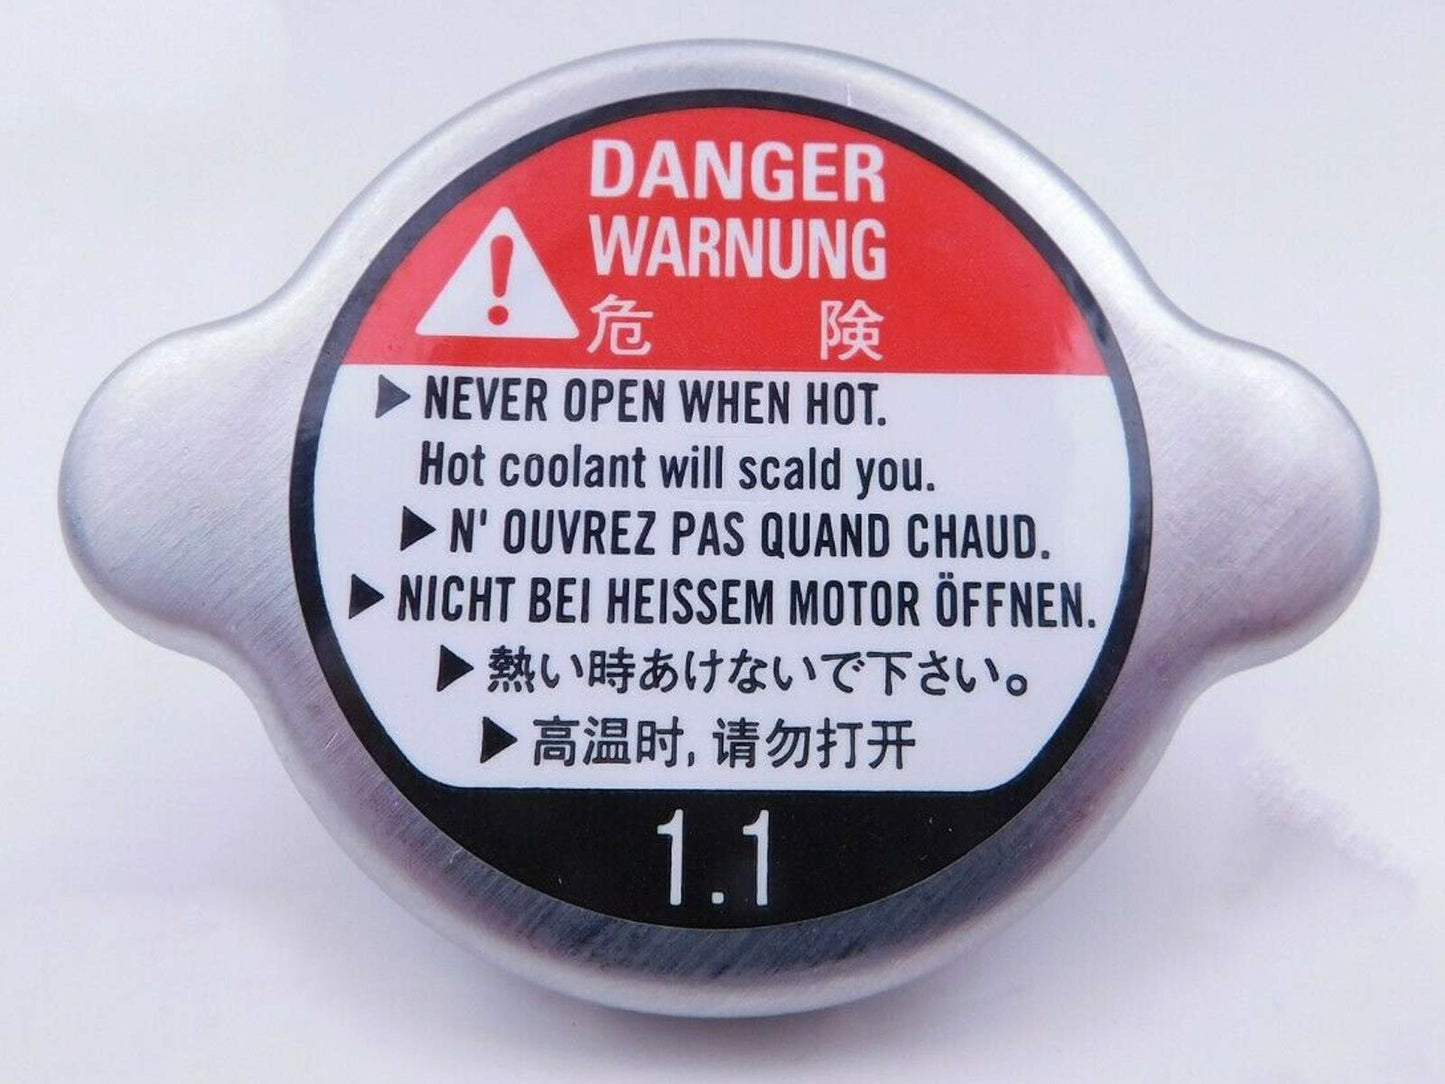 DANGER
WARNUNG
危 険
▶ NEVER OPEN WHEN HOT.
Hot coolant will scald you.
▶ N' OUVREZ PAS QUAND CHAUD.
▶ NICHT BEI HEISSEM MOTOR ÖFFNEN.
▶ 熱い時あけないで下さい。
▶ 高温时, 请勿打开
1.1